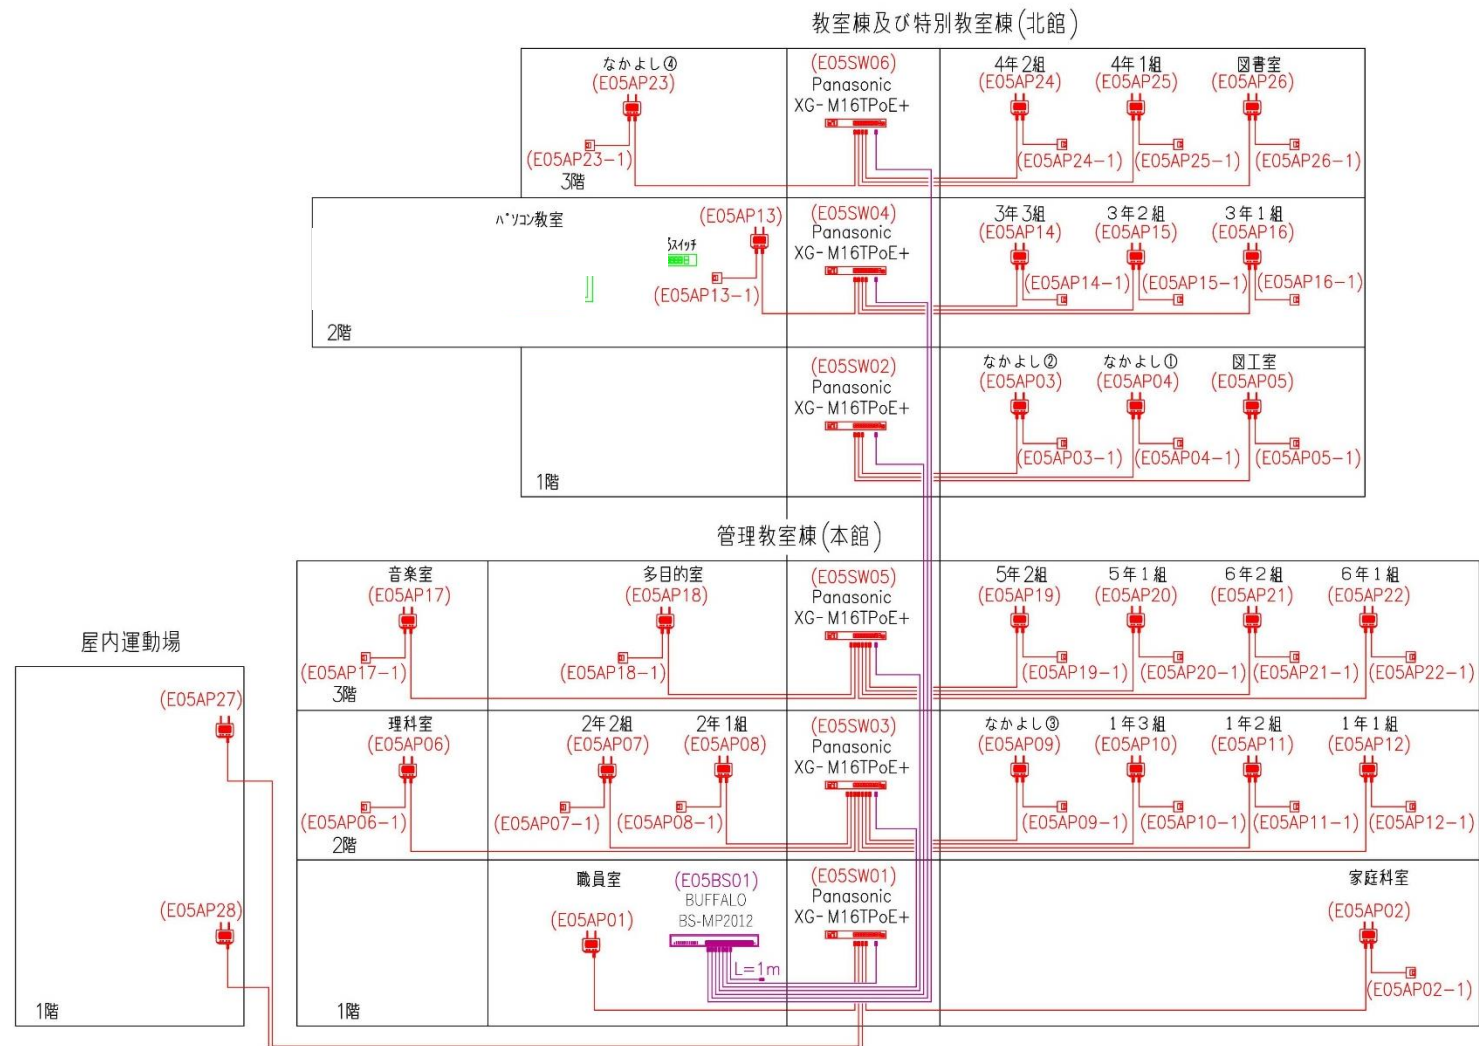 教室棟及び特別教室棟(北館)
なかよし④
(E05AP23)
(E05AP23-1)
3階
(E05SW06)
Panasonic
XG-M16TPoE+
4年2組
(E05AP24)
(E05AP24-1)
4年1組
(E05AP25)
(E05AP25-1)
図書室
(E05AP26)
(E05AP26-1)
パソコン教室
スイッチ
(E05AP13)
(E05AP13-1)
2階
(E05SW04)
Panasonic
XG-M16TPoE+
3年3組
(E05AP14)
(E05AP14-1)
3年2組
(E05AP15)
(E05AP15-1)
3年1組
(E05AP16)
(E05AP16-1)
1階
(E05SW02)
Panasonic
XG-M16TPoE+
なかよし②
(E05AP03)
(E05AP03-1)
なかよし①
(E05AP04)
(E05AP04-1)
図工室
(E05AP05)
(E05AP05-1)
管理教室棟(本館)
音楽室
(E05AP17)
(E05AP17-1)
3階
多目的室
(E05AP18)
(E05AP18-1)
(E05SW05)
Panasonic
XG-M16TPoE+
5年2組
(E05AP19)
(E05AP19-1)
5年1組
(E05AP20)
(E05AP20-1)
6年2組
(E05AP21)
(E05AP21-1)
6年1組
(E05AP22)
(E05AP22-1)
理科室
(E05AP06)
(E05AP06-1)
2階
2年2組
(E05AP07)
(E05AP07-1)
2年1組
(E05AP08)
(E05AP08-1)
(E05SW03)
Panasonic
XG-M16TPoE+
なかよし③
(E05AP09)
(E05AP09-1)
1年3組
(E05AP10)
(E05AP10-1)
1年2組
(E05AP11)
(E05AP11-1)
1年1組
(E05AP12)
(E05AP12-1)
1階
職員室
(E05AP01)
(E05BS01)
BUFFALO
BS-MP2012
L=1m
(E05SW01)
Panasonic
XG-M16TPoE+
家庭科室
(E05AP02)
(E05AP02-1)
屋内運動場
(E05AP27)
(E05AP28)
1階